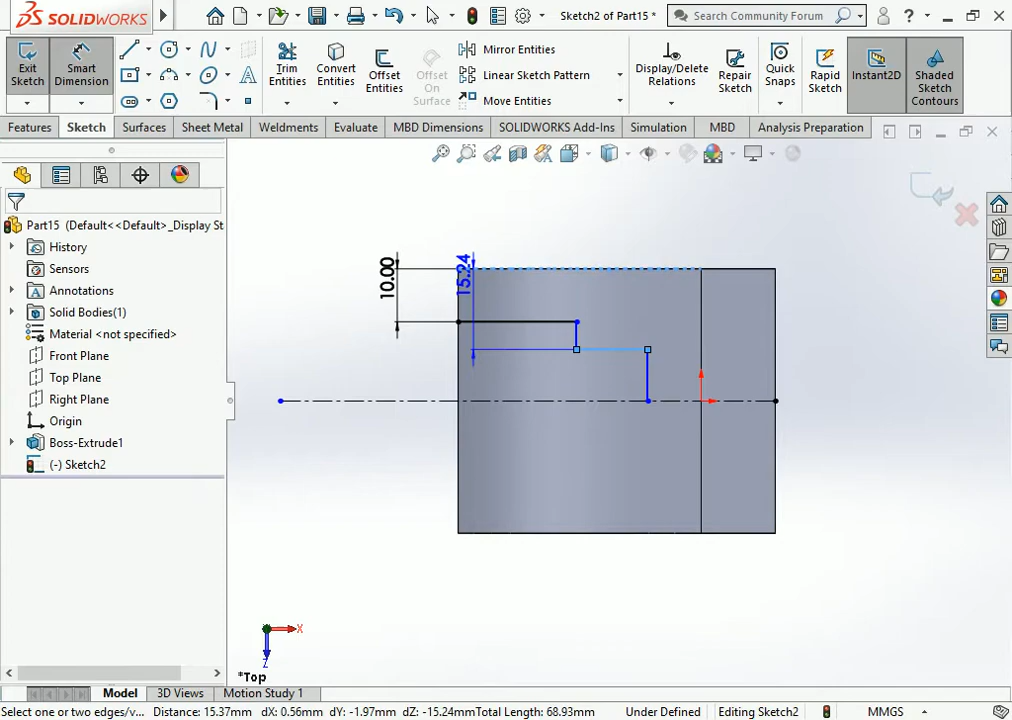 SOLIDWORKS
Sketch2 of Part15 *
Search Community Forum
Exit Sketch
Smart Dimension
Trim Entities
Convert Entities
Offset Entities
Offset On Surface
Mirror Entities
Linear Sketch Pattern
Move Entities
Display/Delete Relations
Repair Sketch
Quick Snaps
Rapid Sketch
Instant2D
Shaded Sketch Contours
Features
Sketch
Surfaces
Sheet Metal
Weldments
Evaluate
MBD Dimensions
SOLIDWORKS Add-Ins
Simulation
MBD
Analysis Preparation
Part15 (Default<<Default>_Display St
History
Sensors
Annotations
Solid Bodies(1)
Material <not specified>
Front Plane
Top Plane
Right Plane
Origin
Boss-Extrude1
(-) Sketch2
10.00
15.24
X
Z
*Top
Model
3D Views
Motion Study 1
Select one or two edges/v...
Distance: 15.37mm dX: 0.56mm dY: -1.97mm dZ: -15.24mmTotal Length: 68.93mm
Under Defined
Editing Sketch2
MMGS